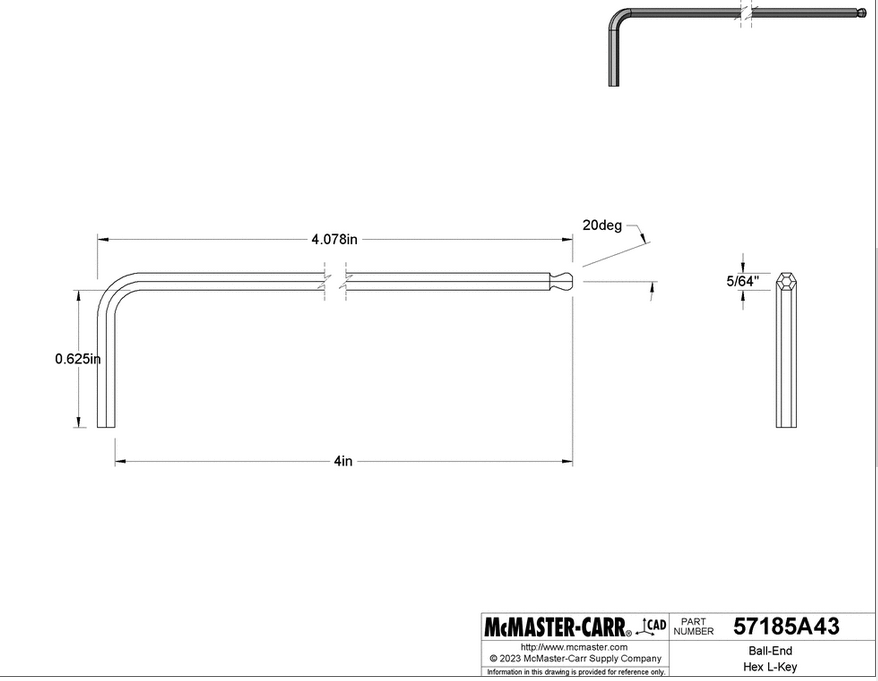 20deg
4.078in
5/64"
0.625in
4in
McMASTER-CARR® CAD
http://www.mcmaster.com
© 2023 McMaster-Carr Supply Company
Information in this drawing is provided for reference only.
PART
NUMBER
57185A43
Ball-End
Hex L-Key